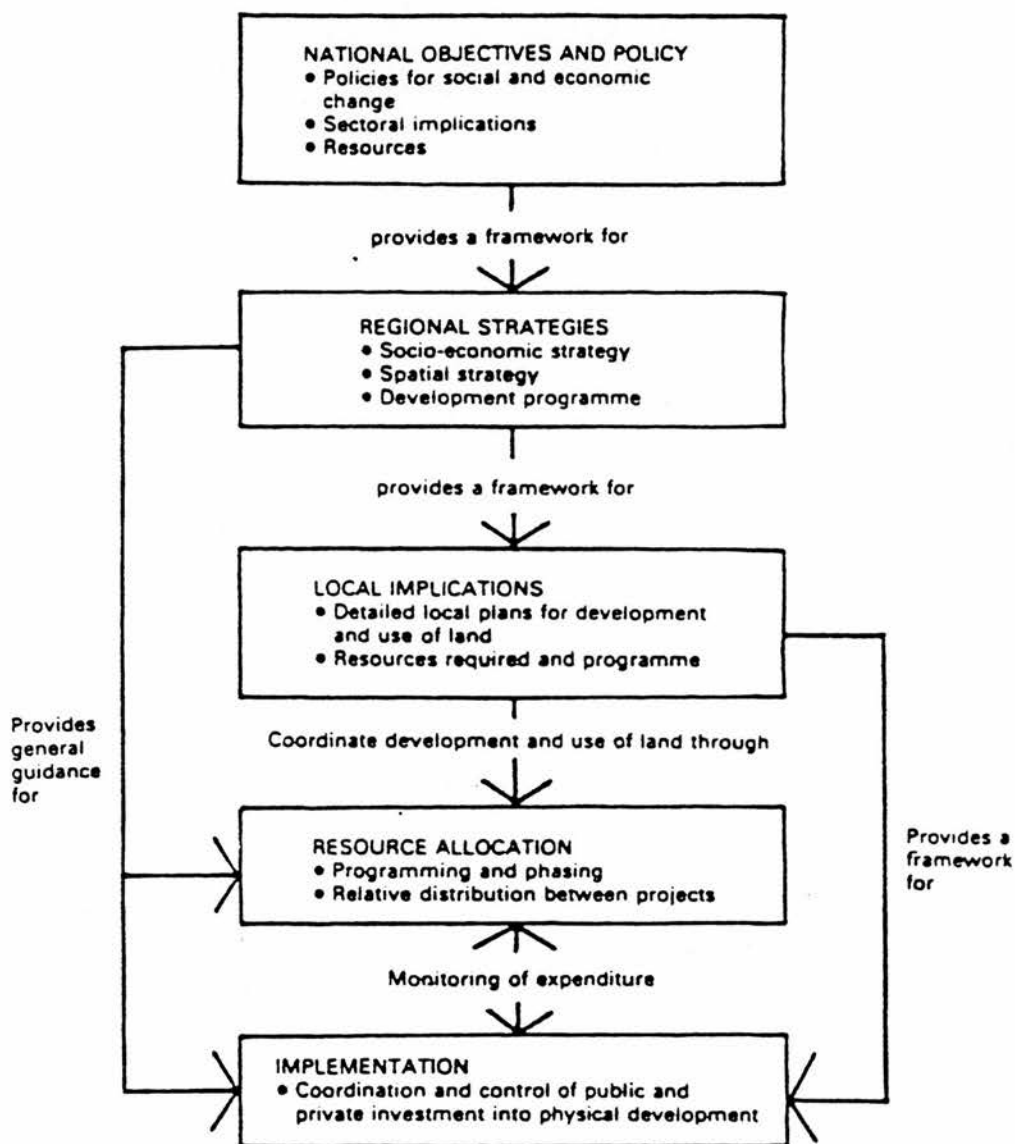 NATIONAL OBJECTIVES AND POLICY
• Policies for social and economic
change
• Sectoral implications
• Resources
provides a framework for
REGIONAL STRATEGIES
• Socio-economic strategy
• Spatial strategy
• Development programme
provides a framework for
LOCAL IMPLICATIONS
• Detailed local plans for development
and use of land
• Resources required and programme
Provides
general
guidance
for
Coordinate development and use of land through
RESOURCE ALLOCATION
• Programming and phasing
• Relative distribution between projects
Provides a
framework
for
Monitoring of expenditure
IMPLEMENTATION
• Coordination and control of public and
private investment into physical development